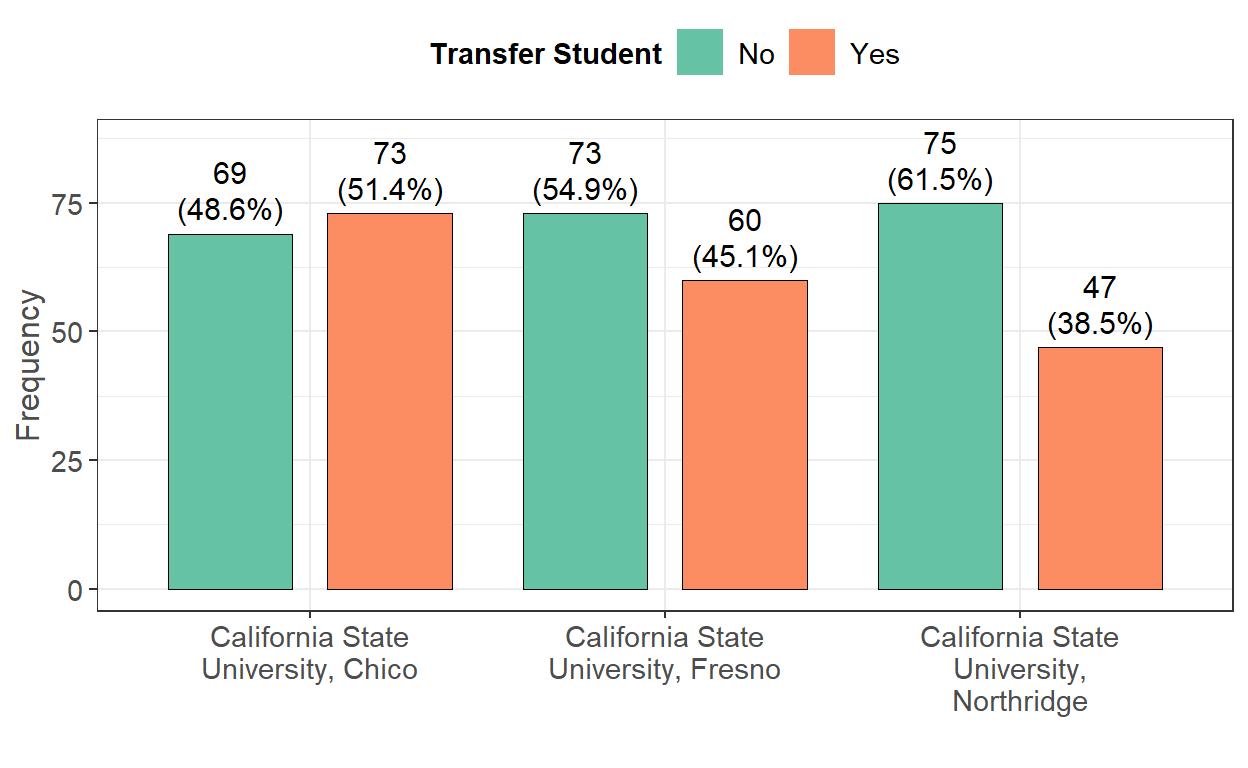 Transfer Student No Yes
69
(48.6%)
73
(51.4%)
73
(54.9%)
60
(45.1%)
75
(61.5%)
47
(38.5%)
Frequency
75
50
25
0
California State
University, Chico
California State
University, Fresno
California State
University,
Northridge